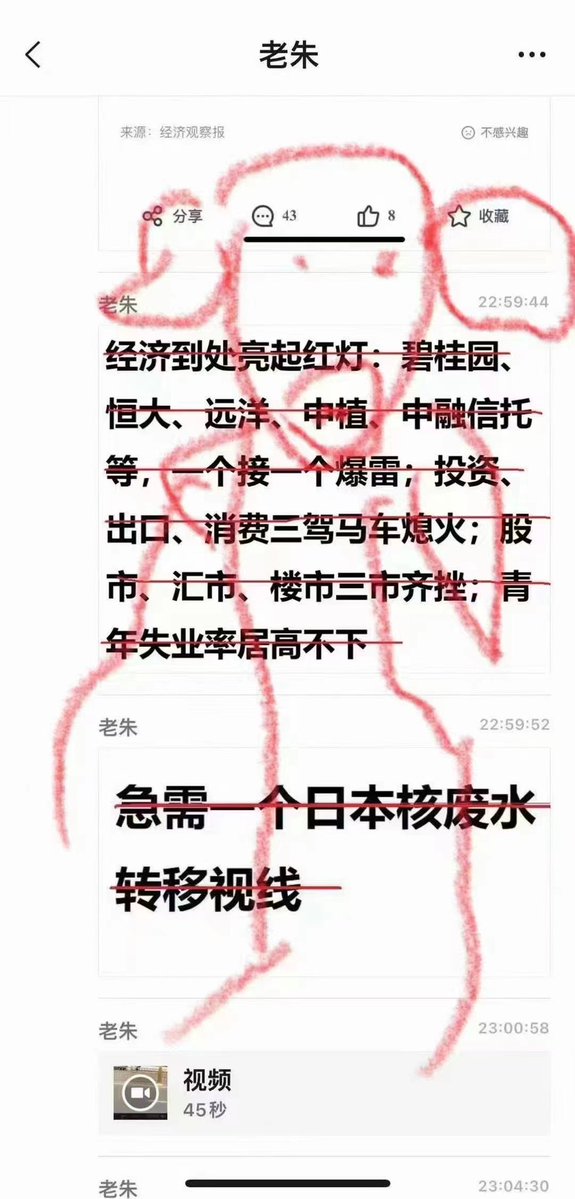 老朱
来源：经济观察报
不感兴趣
分享
43
8
收藏
老朱
22:59:44
经济到处亮起红灯：碧桂园、
恒大、远洋、中植、中融信托
等，一个接一个爆雷；投资、
出口、消费三驾马车熄火；股
市、汇市、楼市三市齐挫；青
年失业率居高不下
老朱
22:59:52
急需一个日本核废水
转移视线
老朱
23:00:58
视频
45秒
老朱
23:04:30